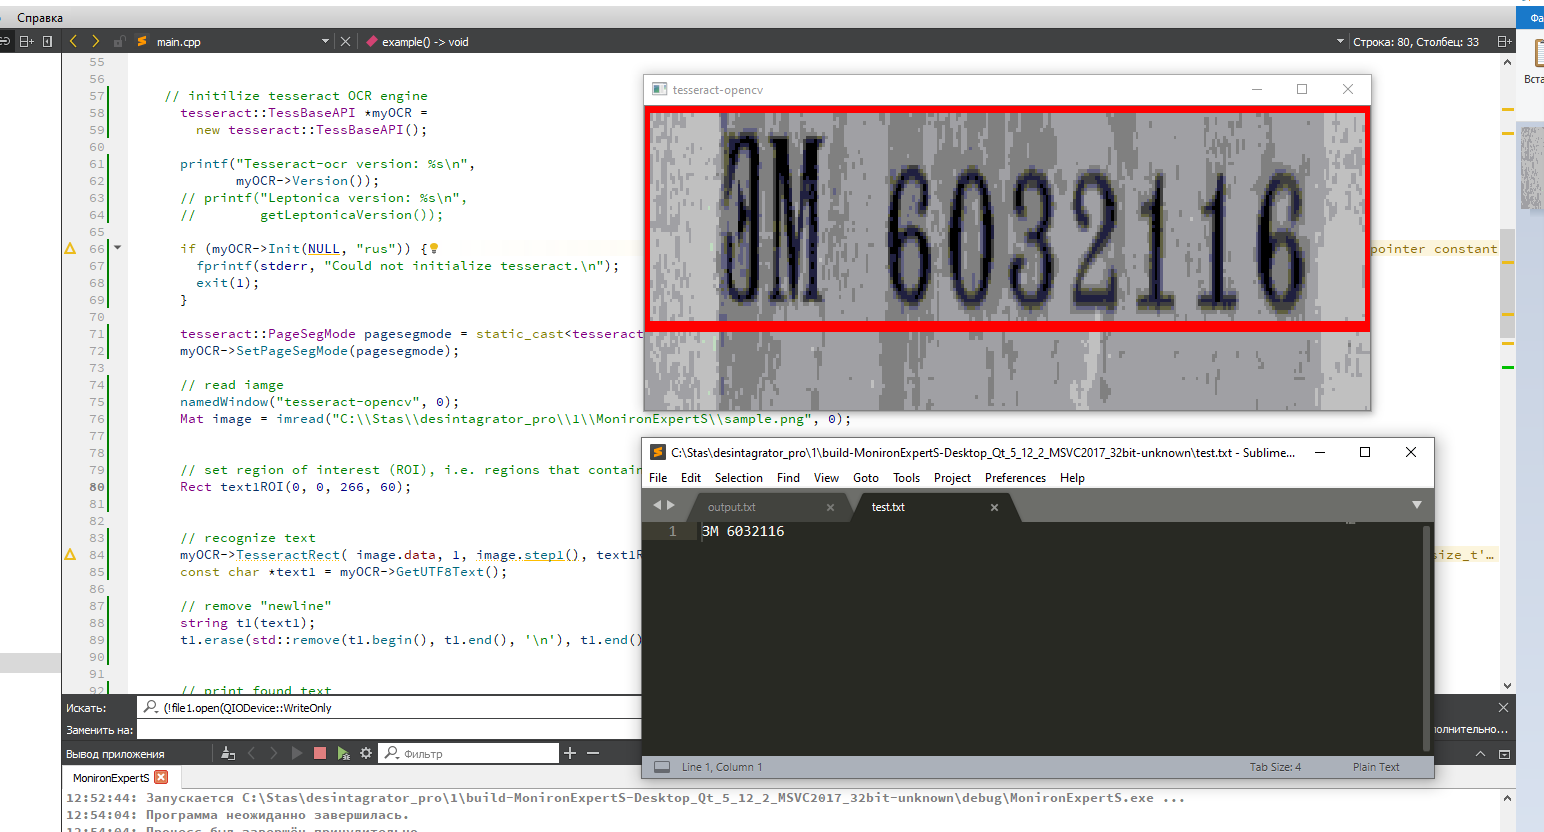 Справка
main.cpp
example() -> void
Строка: 80, Столбец: 33
Вста
55
56
57 // initilize tesseract OCR engine
58 tesseract::TessBaseAPI *myOCR =
59 new tesseract::TessBaseAPI();
60
61 printf("Tesseract-ocr version: %s\n",
62 myOCR->Version());
63 // printf("Leptonica version: %s\n",
64 // getLeptonicaVersion());
65
66 if (myOCR->Init(NULL, "rus")) {
pointer constant
67 fprintf(stderr, "Could not initialize tesseract.\n");
68 exit(1);
69 }
70
71 tesseract::PageSegMode pagesegmode = static_cast<tesseract
72 myOCR->SetPageSegMode(pagesegmode);
73
74 // read iamge
75 namedWindow("tesseract-opencv", 0);
76 Mat image = imread("C:\\Stas\\desintagrator_pro\\1\\MonironExpertS\\sample.png", 0);
77
78
79 // set region of interest (ROI), i.e. regions that contain
80 Rect text1ROI(0, 0, 266, 60);
81
82
83 // recognize text
84 myOCR->TesseractRect( image.data, 1, image.step1(), text1R
size_t'...
85 const char *text1 = myOCR->GetUTF8Text();
86
87 // remove "newline"
88 string t1(text1);
89 t1.erase(std::remove(t1.begin(), t1.end(), '\n'), t1.end()
90
91
92 // print found text
tesseract-opencv
ЭМ 6032116
C:\Stas\desintagrator_pro\1\build-MonironExpertS-Desktop_Qt_5_12_2_MSVC2017_32bit-unknown\test.txt - Sublime...
File Edit Selection Find View Goto Tools Project Preferences Help
output.txt test.txt
1 ЭМ 6032116
Line 1, Column 1 Tab Size: 4 Plain Text
Искать: (!file1.open(QIODevice::WriteOnly
Заменить на:
полнительно...
Вывод приложения
Фильтр
MonironExpertS
12:52:44: Запускается C:\Stas\desintagrator_pro\1\build-MonironExpertS-Desktop_Qt_5_12_2_MSVC2017_32bit-unknown\debug\MonironExpertS.exe ...
12:54:04: Программа неожиданно завершилась.
12:54:04: Процесс был завершён принудительно.